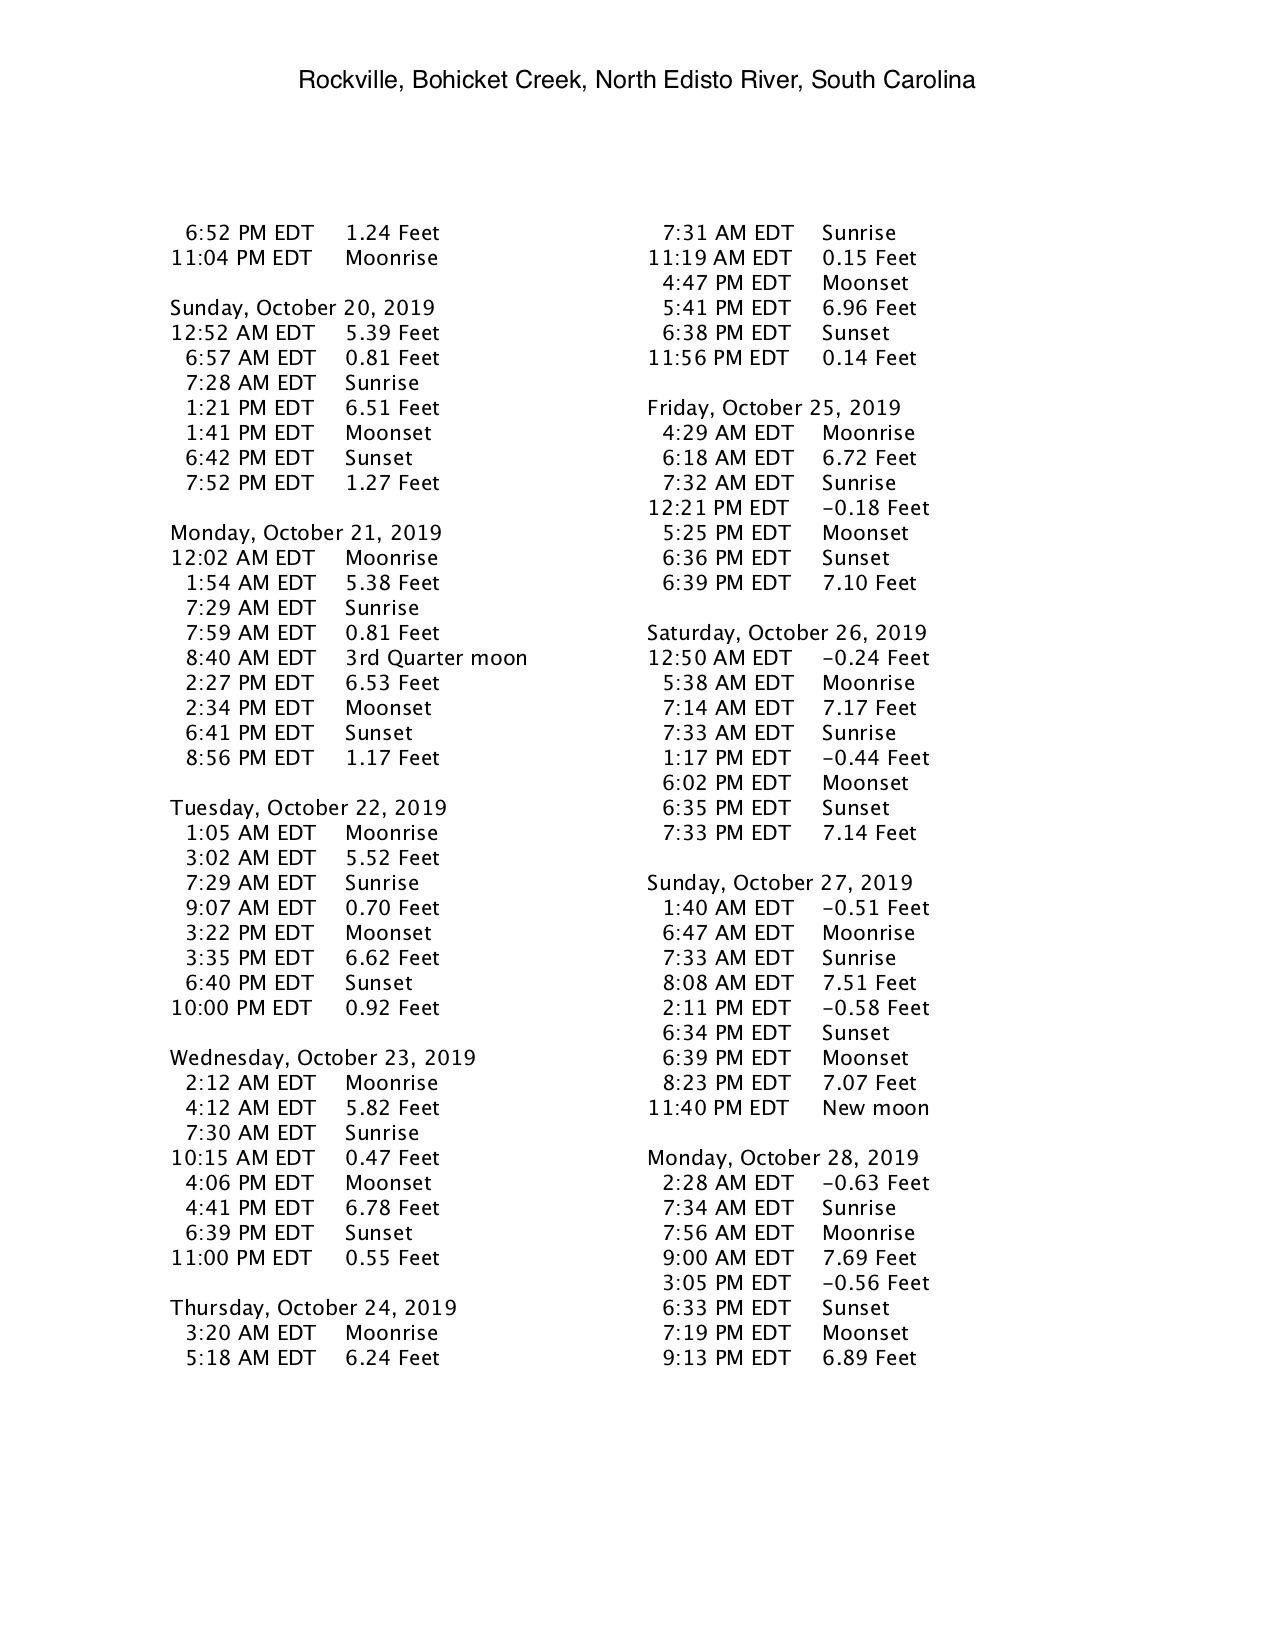 Rockville, Bohicket Creek, North Edisto River, South Carolina
6:52 PM EDT 1.24 Feet
11:04 PM EDT Moonrise
Sunday, October 20, 2019
12:52 AM EDT 5.39 Feet
6:57 AM EDT 0.81 Feet
7:28 AM EDT Sunrise
1:21 PM EDT 6.51 Feet
1:41 PM EDT Moonset
6:42 PM EDT Sunset
7:52 PM EDT 1.27 Feet
Monday, October 21, 2019
12:02 AM EDT Moonrise
1:54 AM EDT 5.38 Feet
7:29 AM EDT Sunrise
7:59 AM EDT 0.81 Feet
8:40 AM EDT 3rd Quarter moon
2:27 PM EDT 6.53 Feet
2:34 PM EDT Moonset
6:41 PM EDT Sunset
8:56 PM EDT 1.17 Feet
Tuesday, October 22, 2019
1:05 AM EDT Moonrise
3:02 AM EDT 5.52 Feet
7:29 AM EDT Sunrise
9:07 AM EDT 0.70 Feet
3:22 PM EDT Moonset
3:35 PM EDT 6.62 Feet
6:40 PM EDT Sunset
10:00 PM EDT 0.92 Feet
Wednesday, October 23, 2019
2:12 AM EDT Moonrise
4:12 AM EDT 5.82 Feet
7:30 AM EDT Sunrise
10:15 AM EDT 0.47 Feet
4:06 PM EDT Moonset
4:41 PM EDT 6.78 Feet
6:39 PM EDT Sunset
11:00 PM EDT 0.55 Feet
Thursday, October 24, 2019
3:20 AM EDT Moonrise
5:18 AM EDT 6.24 Feet
7:31 AM EDT Sunrise
11:19 AM EDT 0.15 Feet
4:47 PM EDT Moonset
5:41 PM EDT 6.96 Feet
6:38 PM EDT Sunset
11:56 PM EDT 0.14 Feet
Friday, October 25, 2019
4:29 AM EDT Moonrise
6:18 AM EDT 6.72 Feet
7:32 AM EDT Sunrise
12:21 PM EDT -0.18 Feet
5:25 PM EDT Moonset
6:36 PM EDT Sunset
6:39 PM EDT 7.10 Feet
Saturday, October 26, 2019
12:50 AM EDT -0.24 Feet
5:38 AM EDT Moonrise
7:14 AM EDT 7.17 Feet
7:33 AM EDT Sunrise
1:17 PM EDT -0.44 Feet
6:02 PM EDT Moonset
6:35 PM EDT Sunset
7:33 PM EDT 7.14 Feet
Sunday, October 27, 2019
1:40 AM EDT -0.51 Feet
6:47 AM EDT Moonrise
7:33 AM EDT Sunrise
8:08 AM EDT 7.51 Feet
2:11 PM EDT -0.58 Feet
6:34 PM EDT Sunset
6:39 PM EDT Moonset
8:23 PM EDT 7.07 Feet
11:40 PM EDT New moon
Monday, October 28, 2019
2:28 AM EDT -0.63 Feet
7:34 AM EDT Sunrise
7:56 AM EDT Moonrise
9:00 AM EDT 7.69 Feet
3:05 PM EDT -0.56 Feet
6:33 PM EDT Sunset
7:19 PM EDT Moonset
9:13 PM EDT 6.89 Feet